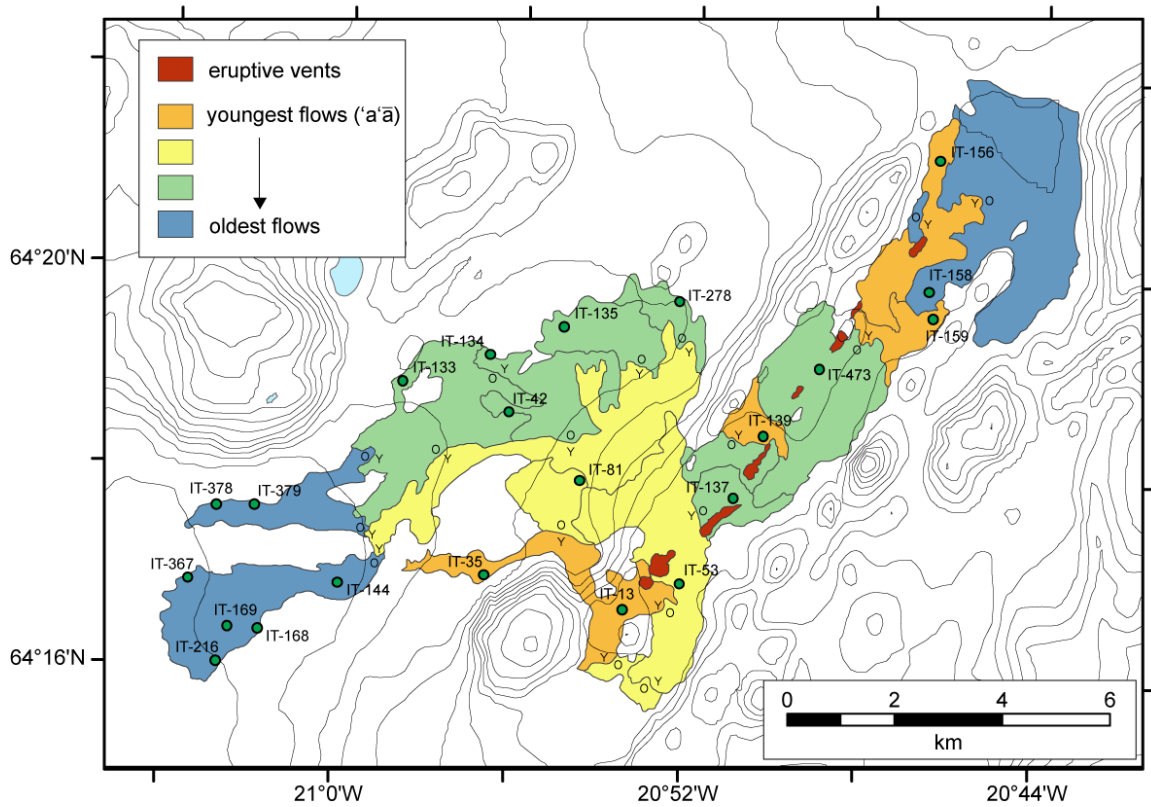 eruptive vents
youngest flows (ʻaʻā)
oldest flows
IT-156
64°20'
IT-158
IT-278
IT-135
IT-159
IT-134
IT-133
IT-473
IT-42
IT-139
IT-81
IT-378
IT-379
IT-137
IT-367
IT-35
IT-53
IT-144
IT-13
IT-169
IT-168
IT-216
64°16'
0 2 4 6
km
21°0'W
20°52'W
20°44'W
O
Y
O
Y
Y
O
O
Y
O
Y
Y
O
O
Y
O
Y
O
Y
O
Y
O
Y
O
Y
O
Y
O
Y
O
Y
Y
O
Y
O
Y
O